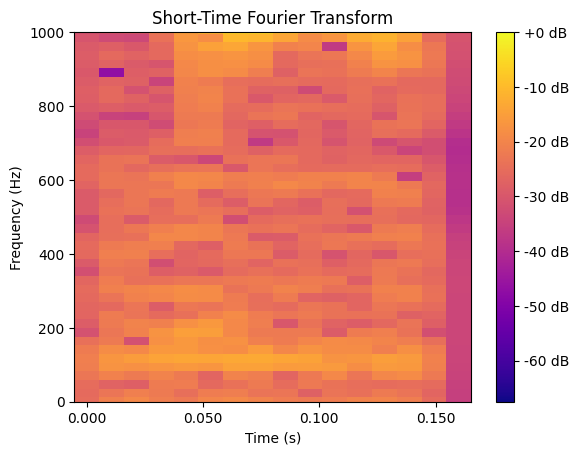 Short-Time Fourier Transform
1000
800
600
400
200
0
Frequency (Hz)
0.000
0.050
0.100
0.150
Time (s)
+0 dB
-10 dB
-20 dB
-30 dB
-40 dB
-50 dB
-60 dB